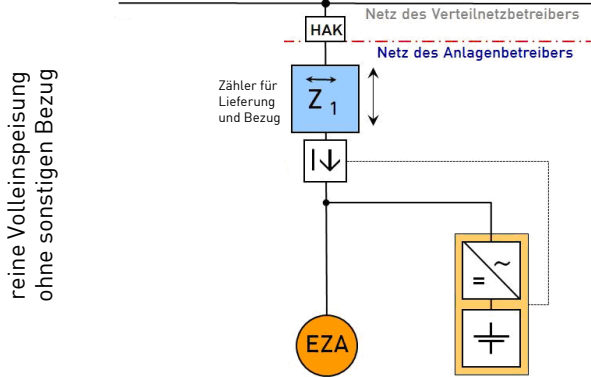 Netz des Verteilnetzbetreibers
HAK
Netz des Anlagenbetreibers
reine Volleinspeisung
ohne sonstigen Bezug
Zähler für
Lieferung
und Bezug
Z 1
EZA